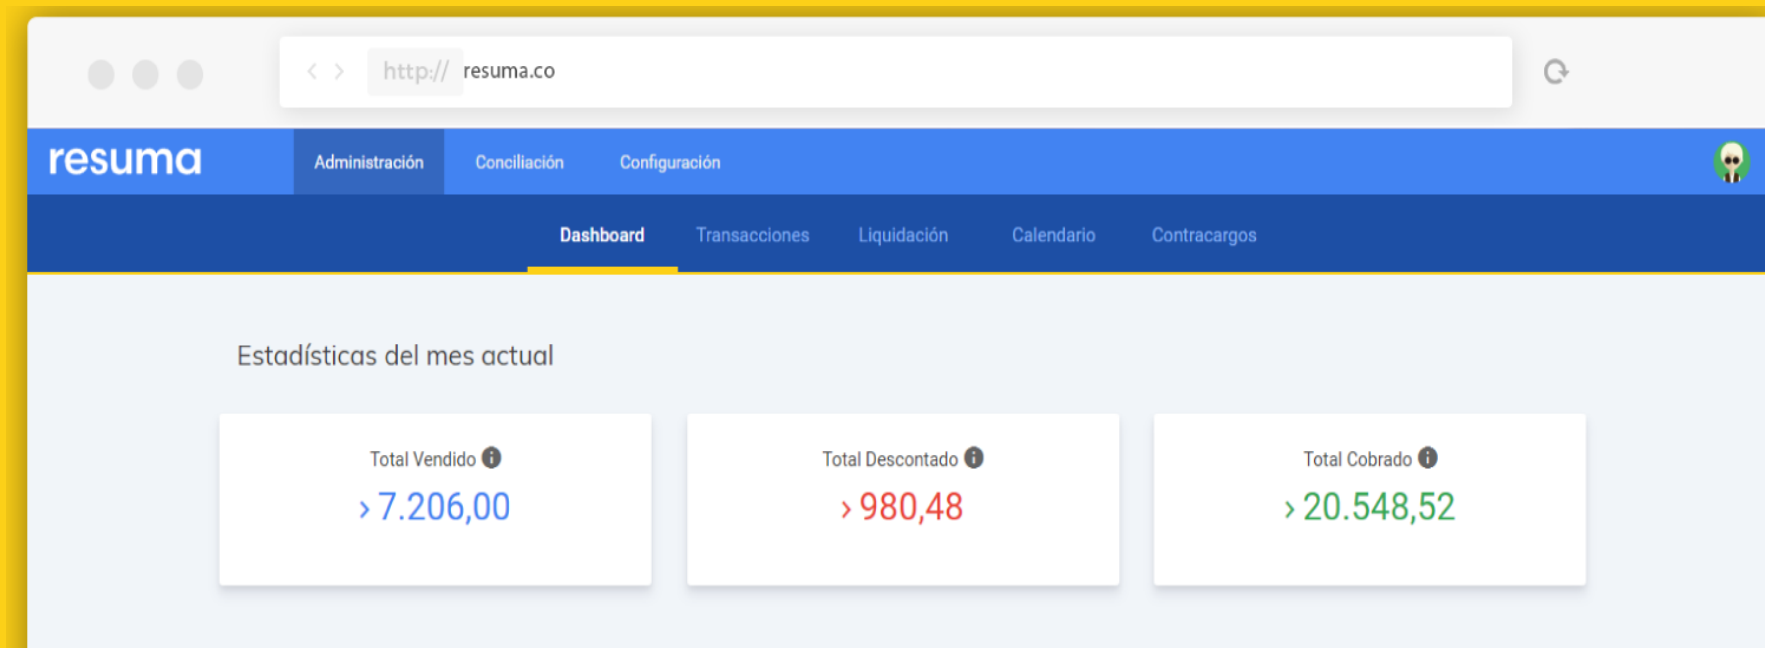 http:// resuma.co
resuma Administración Conciliación Configuración
Dashboard Transacciones Liquidación Calendario Contracargos
Estadísticas del mes actual
Total Vendido Total Descontado Total Cobrado
› 7.206,00 › 980,48 › 20.548,52